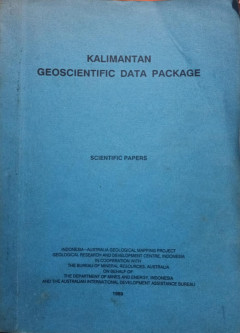 KALIMANTAN
GEOSCIENTIFIC DATA PACKAGE
SCIENTIFIC PAPERS
INDONESIA - AUSTRALIA GEOLOGICAL MAPPING PROJECT
GEOLOGICAL RESEARCH AND DEVELOPMENT CENTRE, INDONESIA
IN COOPERATION WITH
THE BUREAU OF MINERAL RESOURCES, AUSTRALIA
ON BEHALF OF
THE DEPARTMENT OF MINES AND ENERGY, INDONESIA
AND THE AUSTRALIAN INTERNATIONAL DEVELOPMENT ASSISTANCE BUREAU